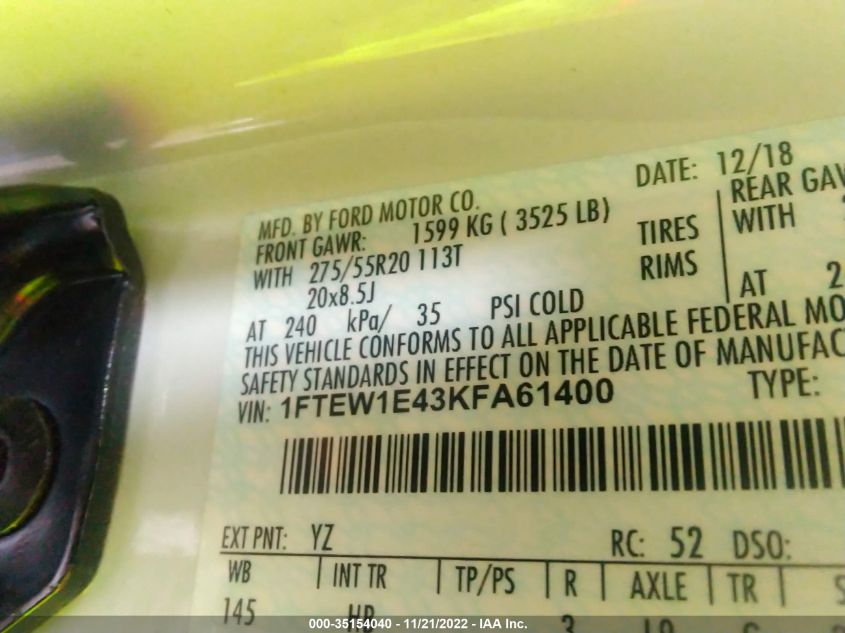 DATE: 12/18
MFD. BY FORD MOTOR CO.
FRONT GAWR: 1599 KG ( 3525 LB)
REAR GAW
WITH 275/55R20 113T
TIRES
WITH
20x8.5J
RIMS
AT 240 kPa/ 35 PSI COLD
AT 2
THIS VEHICLE CONFORMS TO ALL APPLICABLE FEDERAL MO
SAFETY STANDARDS IN EFFECT ON THE DATE OF MANUFAC
VIN: 1FTEW1E43KFA61400
TYPE:
EXT PNT: YZ
RC: 52 DSO:
WB | INT TR | TP/PS | R | AXLE | TR | S
145 HB 3
000-35154040 - 11/21/2022 - IAA Inc.